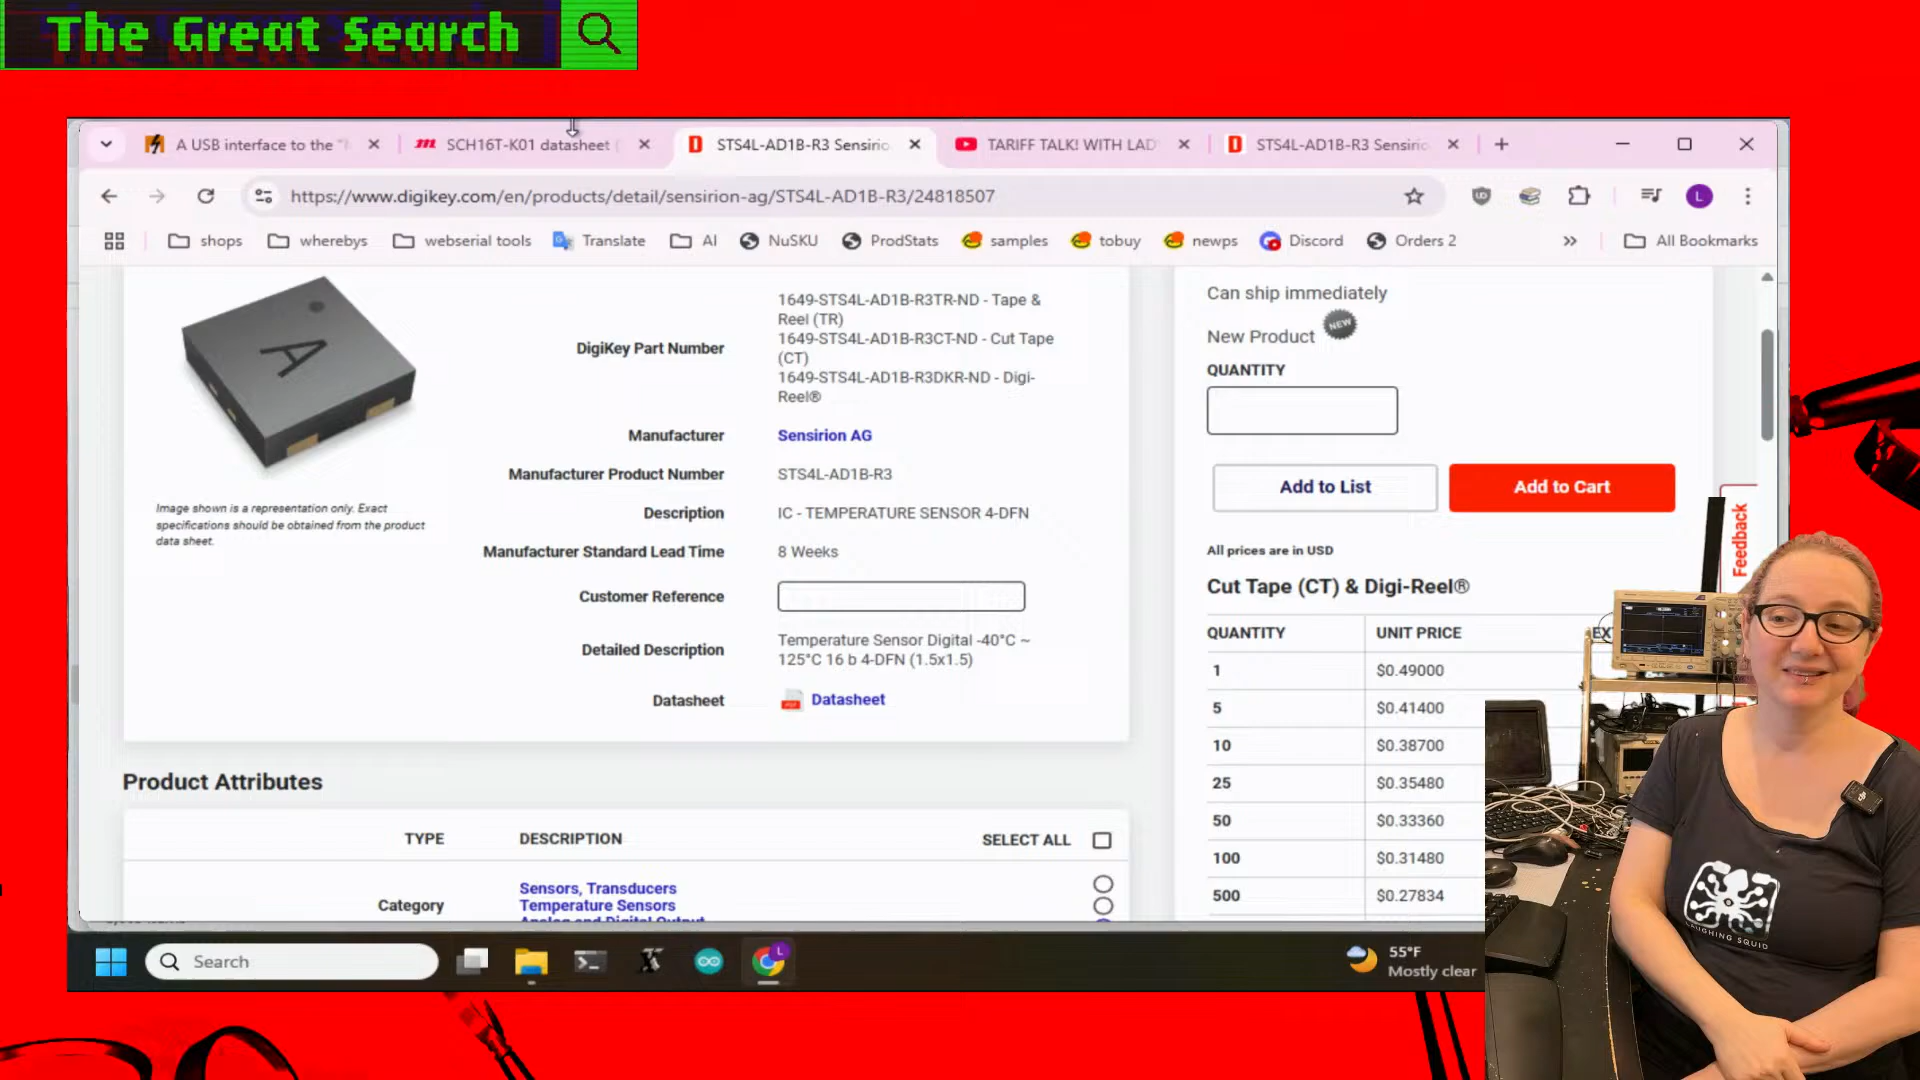 The Great Search
A USB interface to the "
SCH16T-K01 datasheet (
STS4L-AD1B-R3 Sensirio
TARIFF TALK! WITH LAD
STS4L-AD1B-R3 Sensirio
https://www.digikey.com/en/products/detail/sensirion-ag/STS4L-AD1B-R3/24818507
L
shops
wherebys
webserial tools
Translate
AI
NuSKU
ProdStats
samples
tobuy
newps
Discord
Orders 2
All Bookmarks
A
Image shown is a representation only. Exact
specifications should be obtained from the product
data sheet.
DigiKey Part Number
1649-STS4L-AD1B-R3TR-ND - Tape &
Reel (TR)
1649-STS4L-AD1B-R3CT-ND - Cut Tape
(CT)
1649-STS4L-AD1B-R3DKR-ND - Digi-
Reel®
Manufacturer
Sensirion AG
Manufacturer Product Number
STS4L-AD1B-R3
Description
IC - TEMPERATURE SENSOR 4-DFN
Manufacturer Standard Lead Time
8 Weeks
Customer Reference
Detailed Description
Temperature Sensor Digital -40°C ~
125°C 16 b 4-DFN (1.5x1.5)
Datasheet
Datasheet
Product Attributes
TYPE
DESCRIPTION
SELECT ALL
Category
Sensors, Transducers
Temperature Sensors
Analog and Digital Output
Can ship immediately
New Product
NEW
QUANTITY
Add to List
Add to Cart
Feedback
All prices are in USD
Cut Tape (CT) & Digi-Reel®
QUANTITY
UNIT PRICE
EX
1
$0.49000
5
$0.41400
10
$0.38700
25
$0.35480
50
$0.33360
100
$0.31480
500
$0.27834
Search
L
55°F
Mostly clear
LAUGHING SQUID